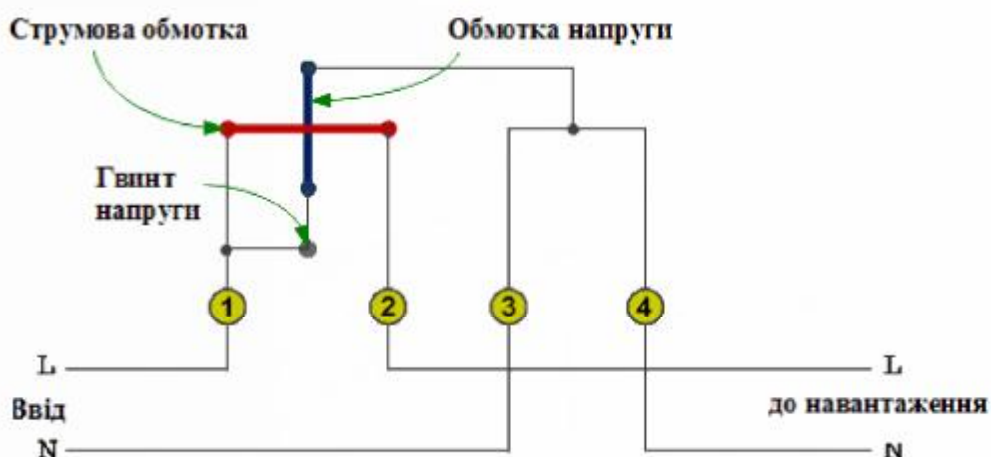 Струмова обмотка
Обмотка напруги
Гвинт
напруги
1
2
3
4
L
L
Ввід
до навантаження
N
N